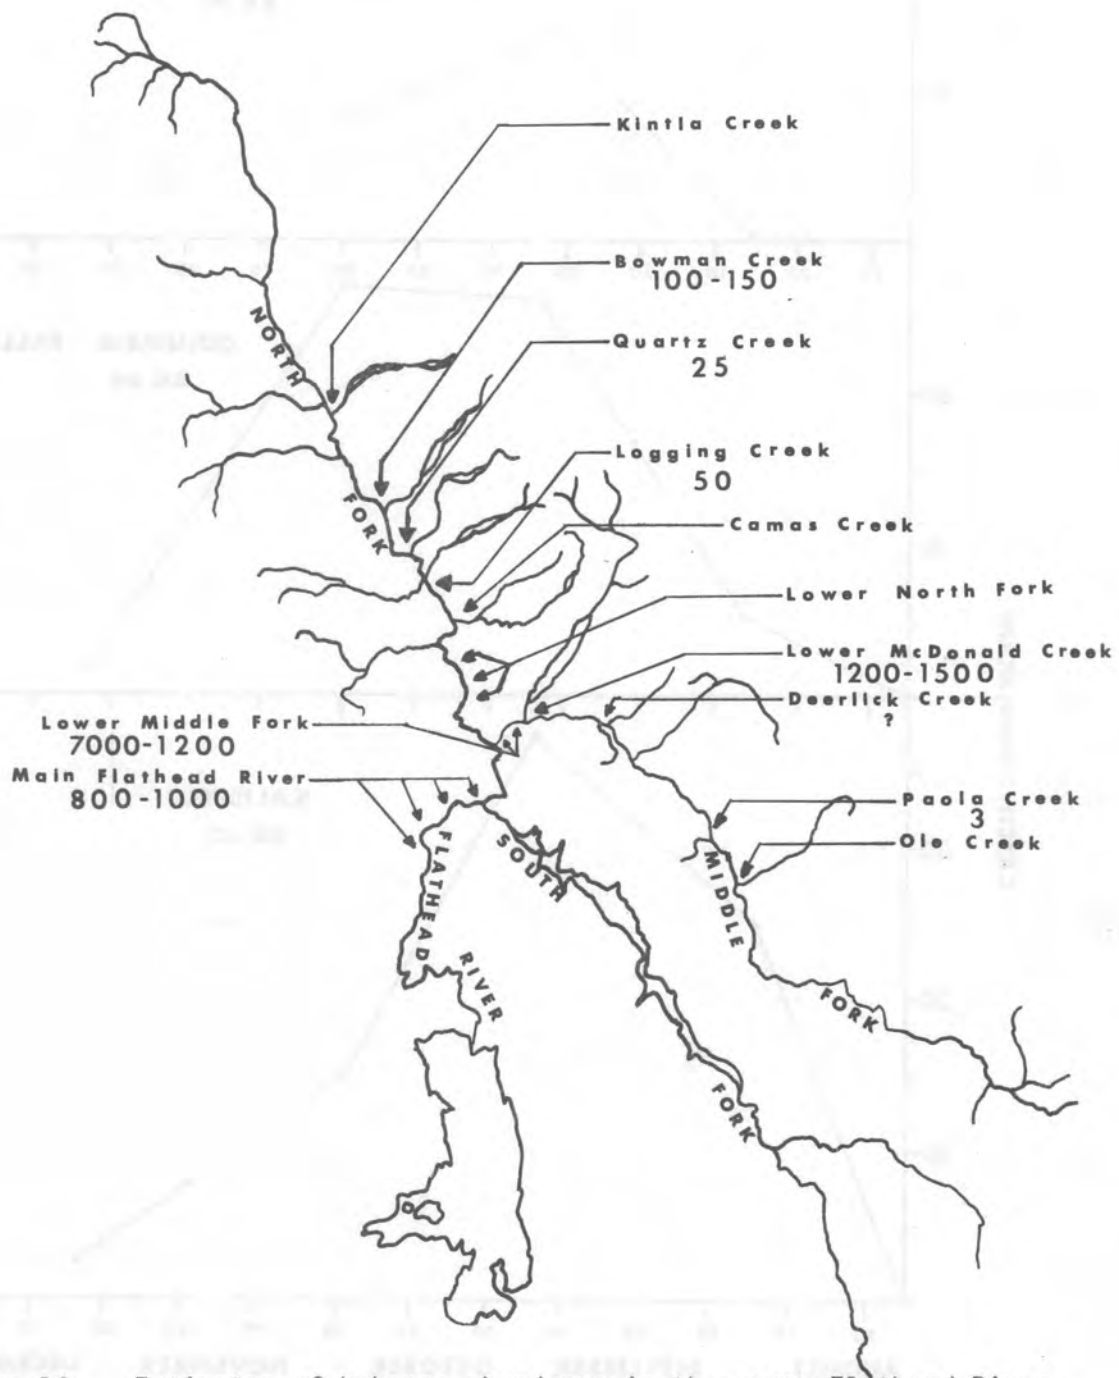 Kintla Creek
Bowman Creek
100-150
Quartz Creek
25
Logging Creek
50
Camas Creek
Lower North Fork
Lower McDonald Creek
1200-1500
Deerlick Creek
?
Lower Middle Fork
7000-1200
Main Flathead River
800-1000
Paola Creek
3
Ole Creek
NORTH
FORK
FLATHEAD
RIVER
SOUTH
FORK
MIDDLE
FORK